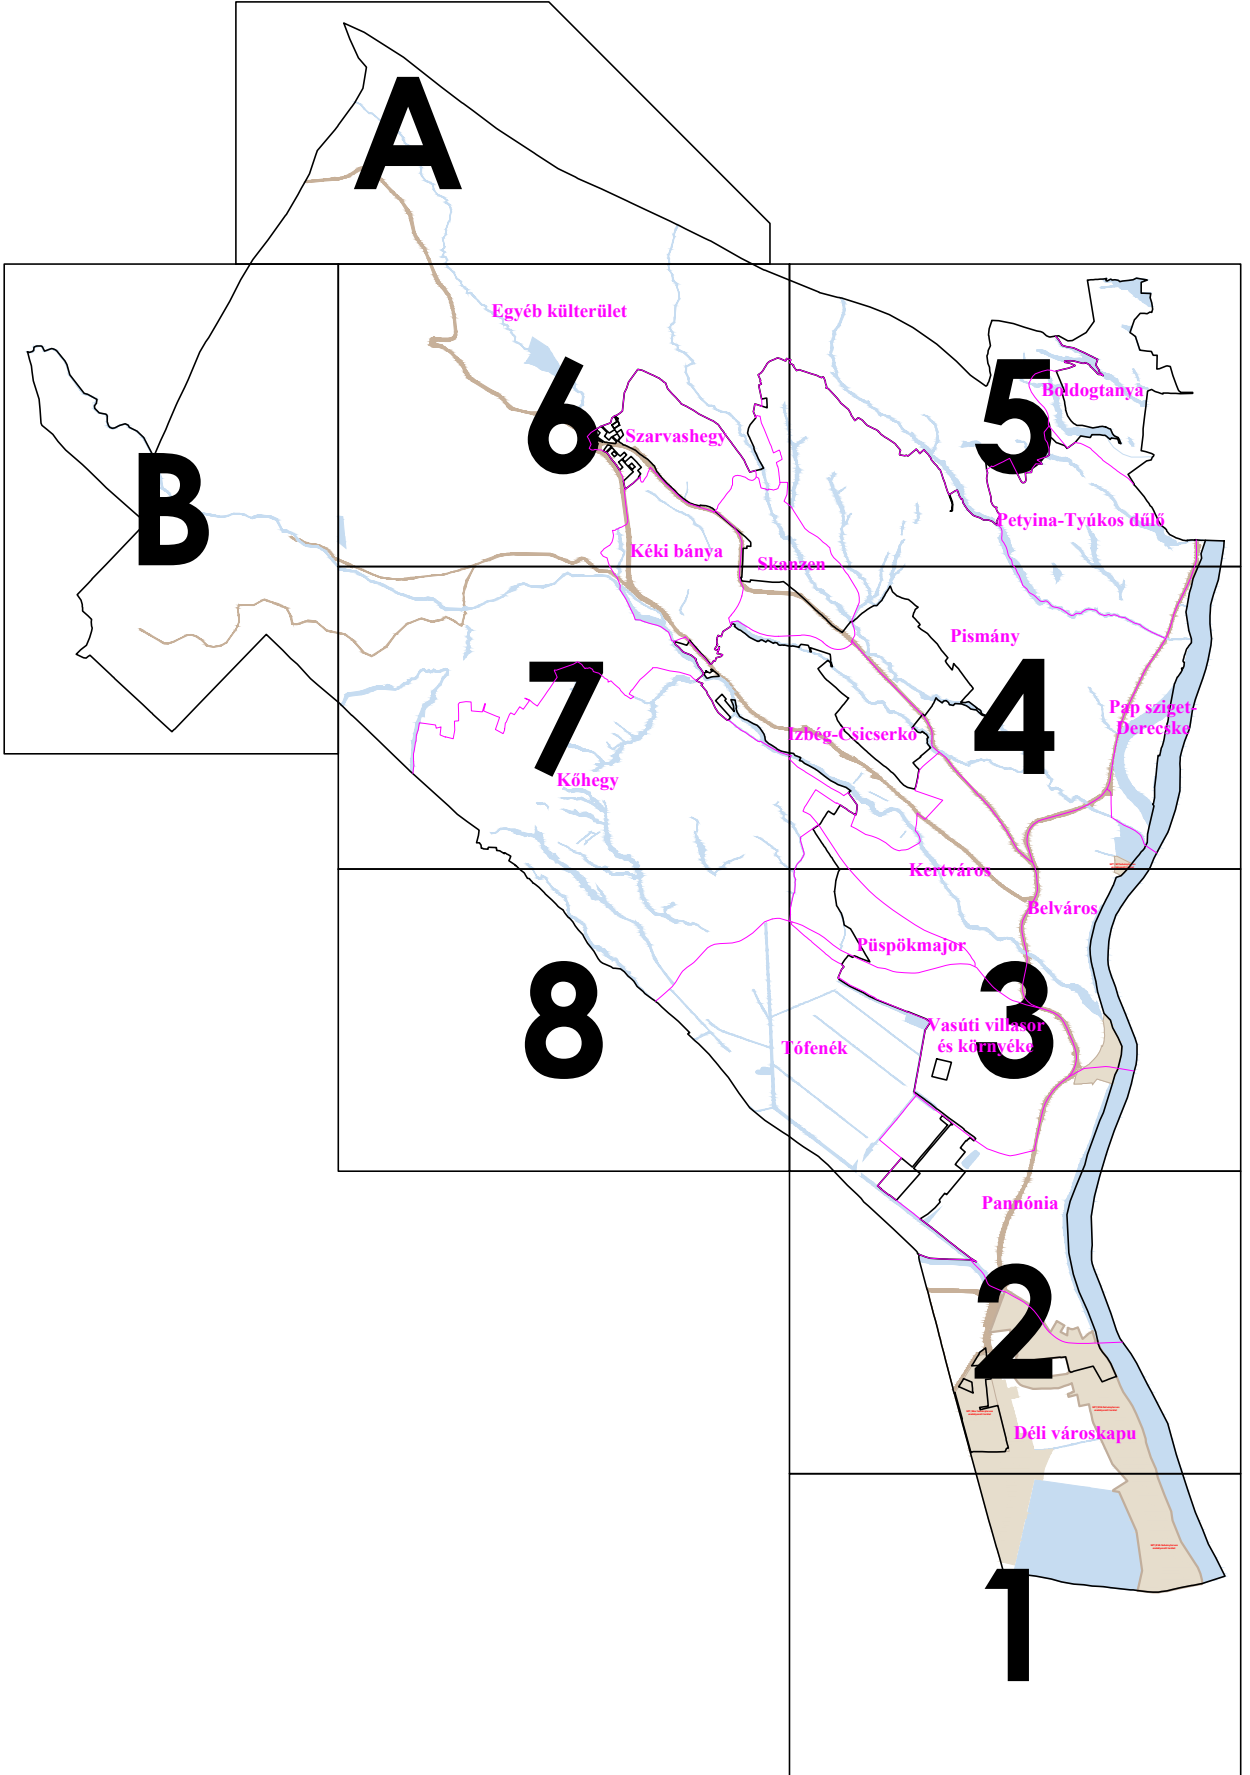 A
Egyéb külterület
6
5
Boldogtanya
Szarvashegy
B
Petyina-Tyúkos dűlő
Kéki bánya
Skanzen
Pismány
7
4
Pap sziget-
Derecske
Izbég-Csicserkó
Kőhegy
Kertváros
Belváros
Püspökmajor
8
3
Vasúti villasor
és környéke
Tófenék
Pannónia
2
Déli városkapu
1